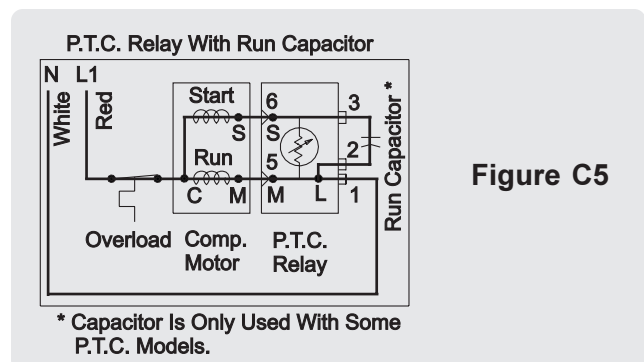 P.T.C. Relay With Run Capacitor
N L1
White
Red
Start
S
6
S
3
Run Capacitor *
Run
5
2
C M M L 1
Overload
Comp.
Motor
P.T.C.
Relay
Figure C5
* Capacitor Is Only Used With Some
P.T.C. Models.